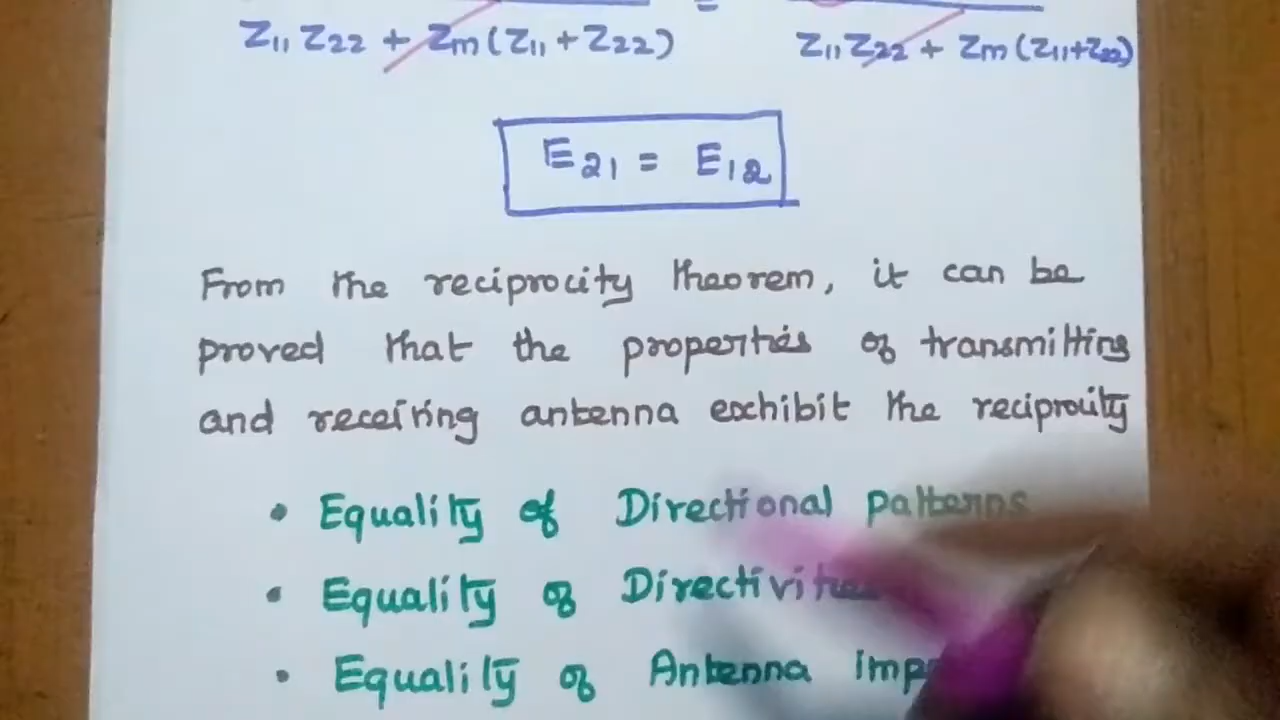 =
Z11 Z22 + Zm (Z11 + Z22) Z11 Z22 + Zm (Z11+Z22)
E21 = E12
From the reciprocity theorem, it can be
proved that the properties of transmitting
and receiving antenna exhibit the reciprocity
• Equality of Directional patterns
• Equality of Directivities
• Equality of Antenna